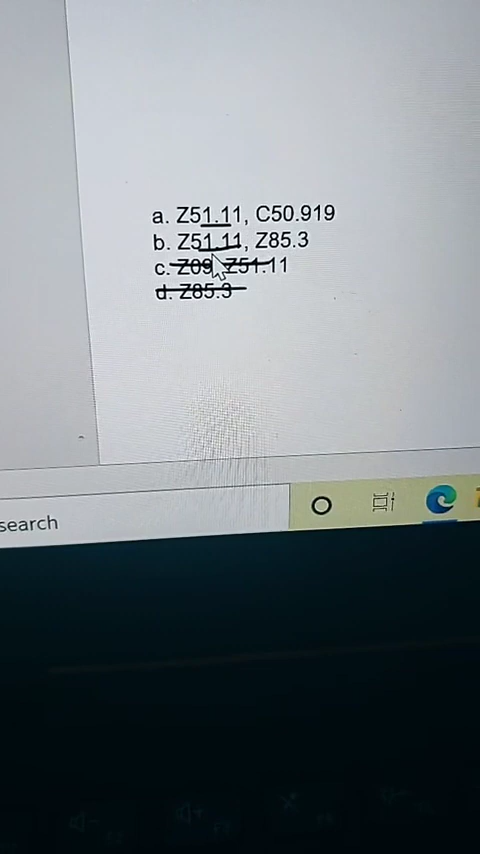 a. Z51.11, C50.919
b. Z51.11, Z85.3
c. Z09, Z51.11
d. Z85.3
search